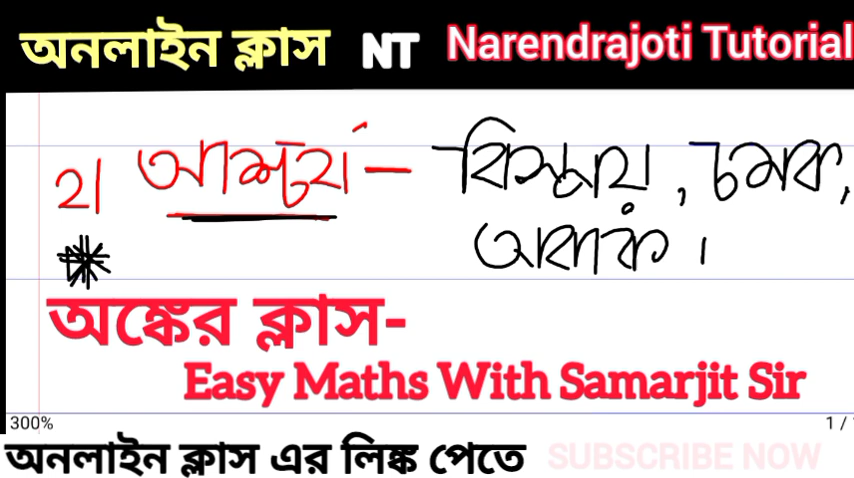 অনলাইন ক্লাস NT Narendrajoti Tutorial
২। আশ্চর্য - বিস্ময়, চমক,
অবাক।
অঙ্কের ক্লাস-
Easy Maths With Samarjit Sir
300% 1 /
অনলাইন ক্লাস এর লিঙ্ক পেতে SUBSCRIBE NOW